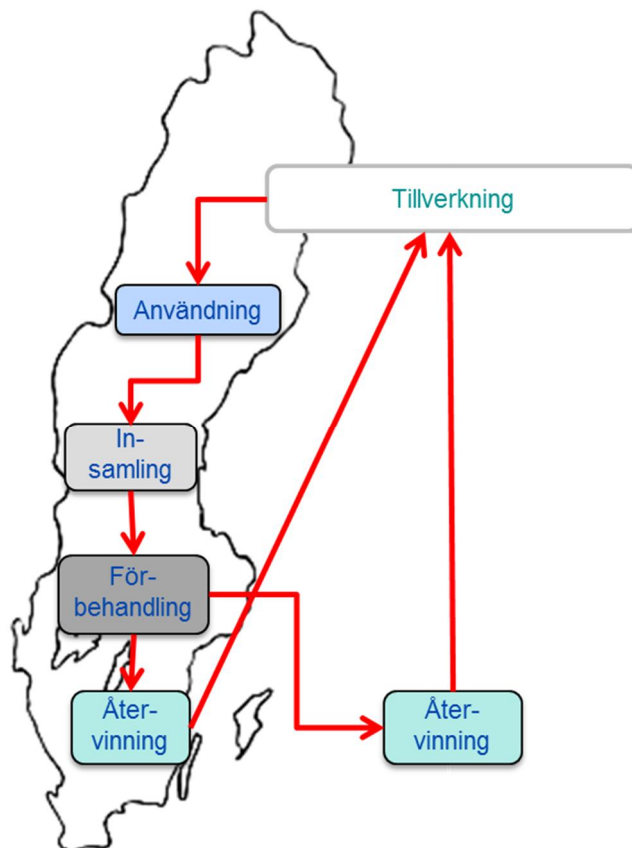 Tillverkning
Användning
In-
samling
För-
behandling
Åter-
vinning
Åter-
vinning